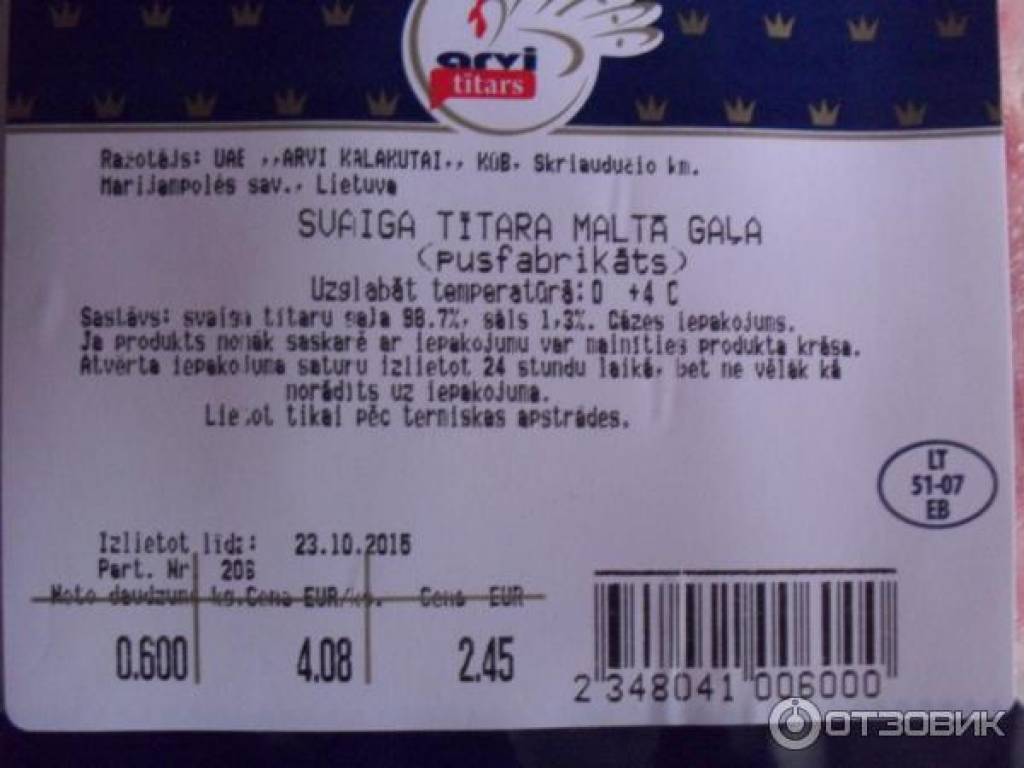 arvi
tītars
Ražotājs: UAE ,,ARVI KALAKUTAI,, KŪB, Skriaudučio km.
Marijampolės sav., Lietuva
SVAIGA TĪTARA MALTĀ GAĻA
(pusfabrikāts)
Uzglabāt temperatūrā: 0 +4 C
Sastāvs: svaiga tītaru gaļa 98.7%, sāls 1,3%. Gāzes iepakojums.
Ja produkts nonāk saskarē ar iepakojumu var mainīties produkta krāsa.
Atvērta iepakojuma saturu izlietot 24 stundu laikā, bet ne vēlāk kā
norādīts uz iepakojuma.
Lietot tikai pēc termiskas apstrādes.
LT
51-07
EB
Izlietot līdz: 23.10.2015
Part. Nr 206
Neto daudzums kg. Cena EUR/kg. Cena EUR
0.600 4.08 2.45
2 348041 006000
ОТЗОВИК